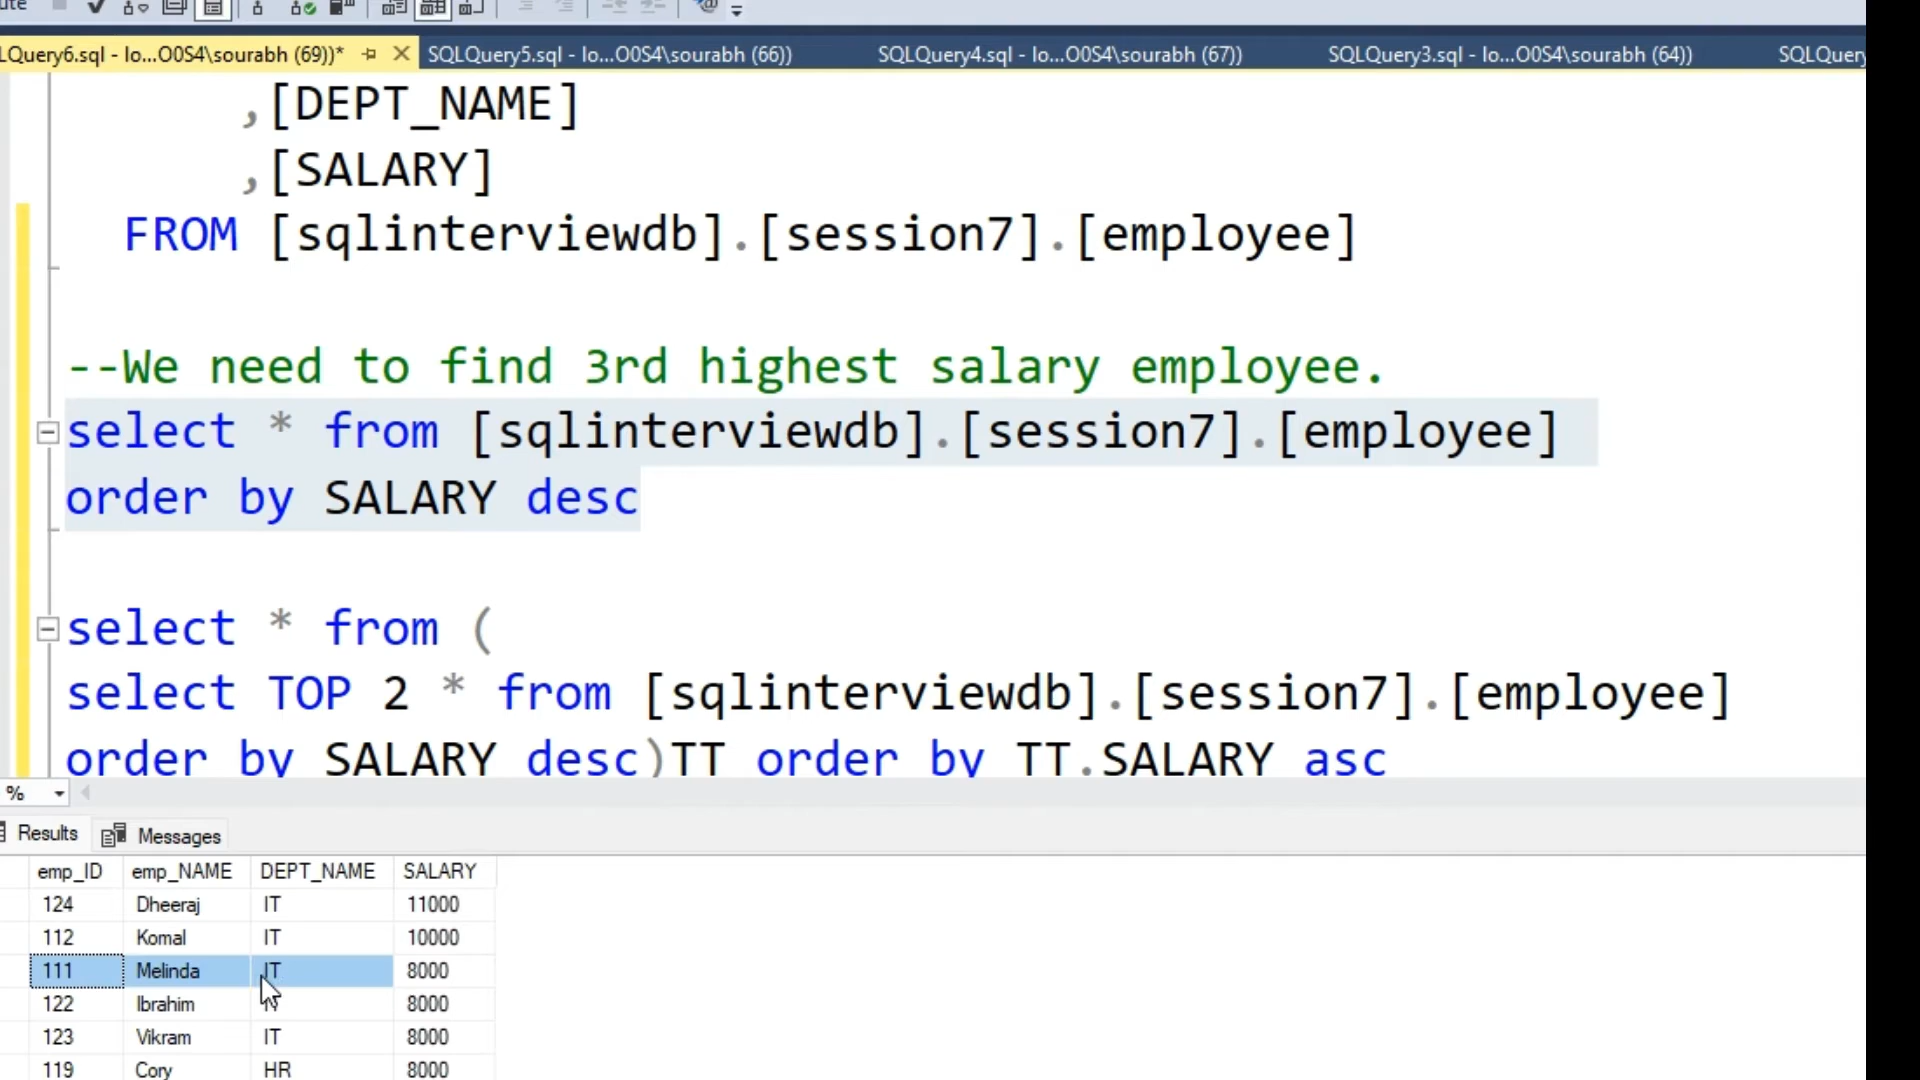 ute
LQuery6.sql - lo...O0S4\sourabh (69))* SQLQuery5.sql - lo...O0S4\sourabh (66)) SQLQuery4.sql - lo...O0S4\sourabh (67)) SQLQuery3.sql - lo...O0S4\sourabh (64)) SQLQuery
,[DEPT_NAME]
,[SALARY]
FROM [sqlinterviewdb].[session7].[employee]
--We need to find 3rd highest salary employee.
select * from [sqlinterviewdb].[session7].[employee]
order by SALARY desc
select * from (
select TOP 2 * from [sqlinterviewdb].[session7].[employee]
order by SALARY desc)TT order by TT.SALARY asc
%
Results Messages
emp_ID emp_NAME DEPT_NAME SALARY
124 Dheeraj IT 11000
112 Komal IT 10000
111 Melinda IT 8000
122 Ibrahim 8000
123 Vikram IT 8000
119 Cory HR 8000